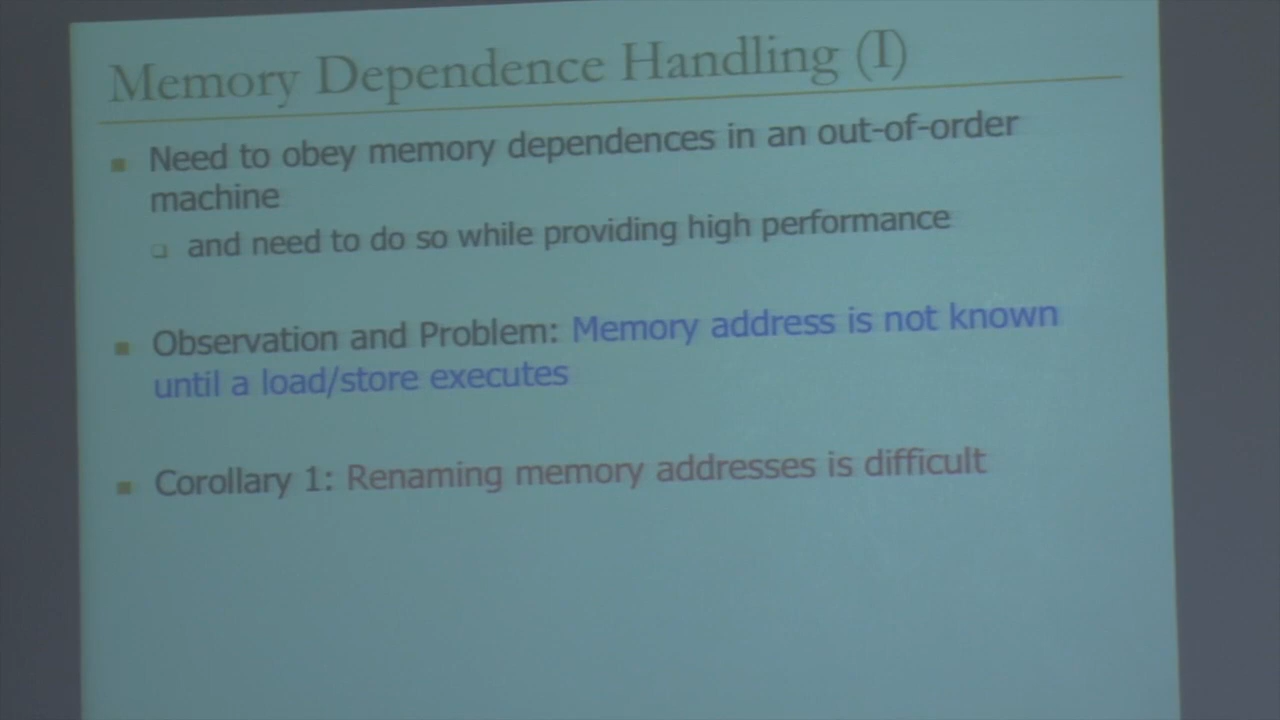 Memory Dependence Handling (I)
Need to obey memory dependences in an out-of-order
machine
and need to do so while providing high performance
Observation and Problem: Memory address is not known
until a load/store executes
Corollary 1: Renaming memory addresses is difficult